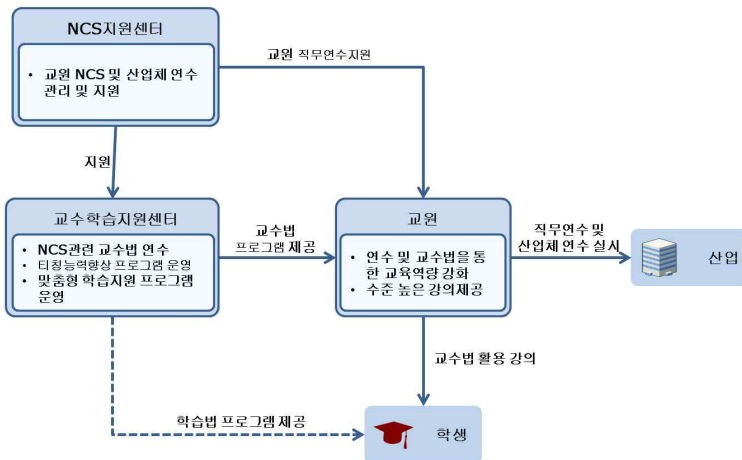 NCS지원센터
• 교원 NCS 및 산업체 연수
관리 및 지원
교원 직무연수지원
지원
교수학습지원센터
• NCS관련 교수법 연수
• 티칭능력향상 프로그램 운영
• 맞춤형 학습지원 프로그램
운영
교수법
프로그램 제공
교원
• 연수 및 교수법을 통
한 교육역량 강화
• 수준 높은 강의제공
직무연수 및
산업체 연수 실시
산업
교수법 활용 강의
학습법 프로그램 제공
학생